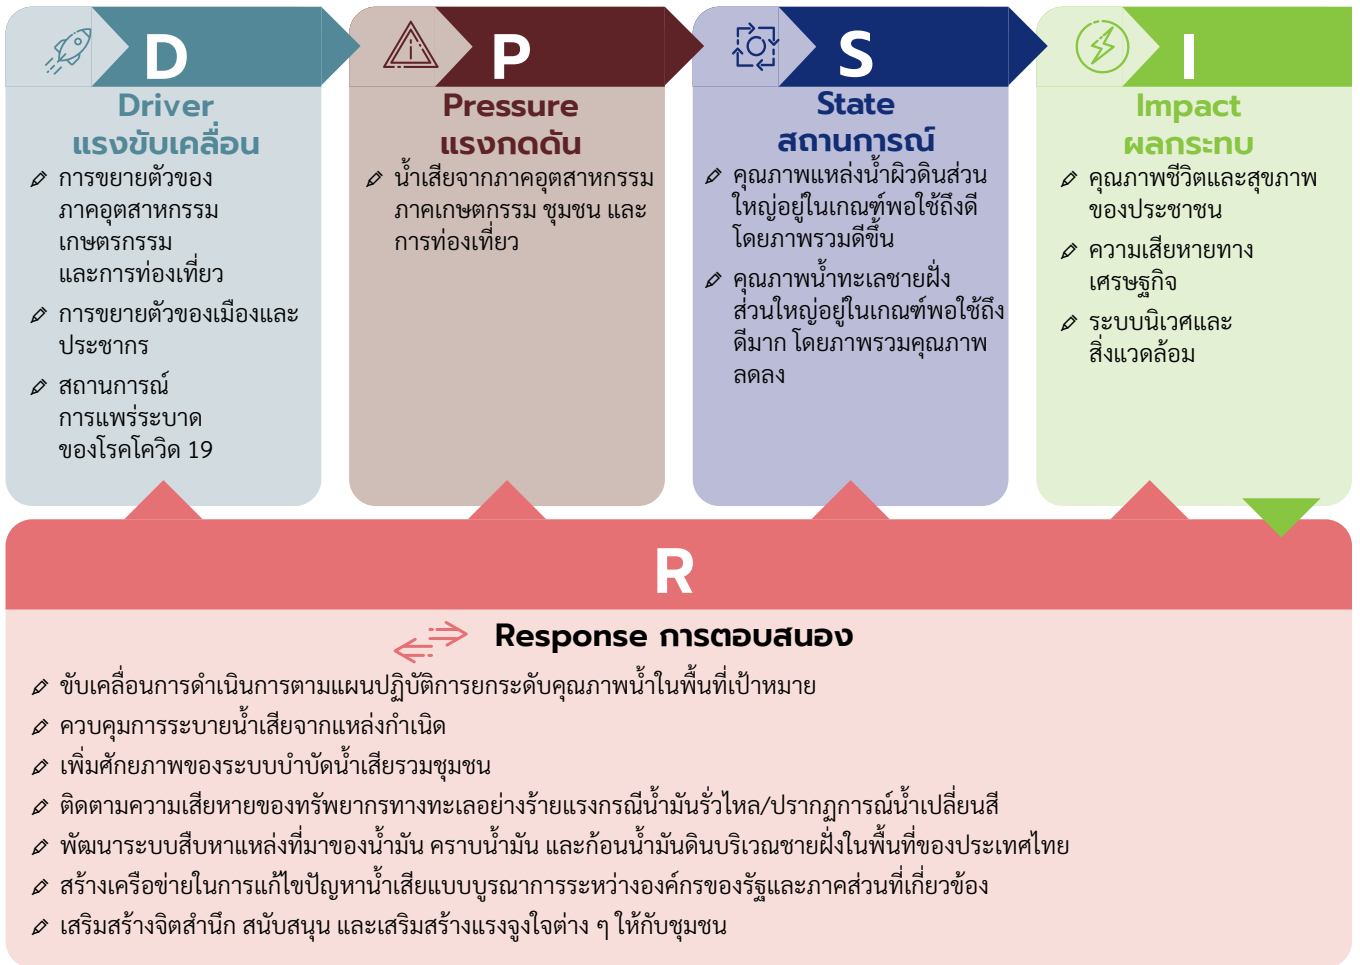 D
Driver
แรงขับเคลื่อน
การขยายตัวของ
ภาคอุตสาหกรรม
เกษตรกรรม
และการท่องเที่ยว
การขยายตัวของเมืองและ
ประชากร
สถานการณ์
การแพร่ระบาด
ของโรคโควิด 19
P
Pressure
แรงกดดัน
น้ำเสียจากภาคอุตสาหกรรม
ภาคเกษตกรรม ชุมชน และ
การท่องเที่ยว
S
State
สถานการณ์
คุณภาพแหล่งน้ำผิวดินส่วน
ใหญ่อยู่ในเกณฑ์พอใช้ถึงดี
โดยภาพรวมดีขึ้น
คุณภาพน้ำทะเลชายฝั่ง
ส่วนใหญ่อยู่ในเกณฑ์พอใช้ถึง
ดีมาก โดยภาพรวมคุณภาพ
ลดลง
I
Impact
ผลกระทบ
คุณภาพชีวิตและสุขภาพ
ของประชาชน
ความเสียหายทาง
เศรษฐกิจ
ระบบนิเวศและ
สิ่งแวดล้อม
R
Response การตอบสนอง
ขับเคลื่อนการดำเนินการตามแผนปฏิบัติการยกระดับคุณภาพน้ำในพื้นที่เป้าหมาย
ควบคุมการระบายน้ำเสียจากแหล่งกำเนิด
เพิ่มศักยภาพของระบบบำบัดน้ำเสียรวมชุมชน
ติดตามความเสียหายของทรัพยากรทางทะเลอย่างร้ายแรงกรณีน้ำมันรั่วไหล/ปรากฏการณ์น้ำเปลี่ยนสี
พัฒนาระบบสืบหาแหล่งที่มาของน้ำมัน คราบน้ำมัน และก้อนน้ำมันดินบริเวณชายฝั่งในพื้นที่ของประเทศไทย
สร้างเครือข่ายในการแก้ไขปัญหาน้ำเสียแบบบูรณาการระหว่างองค์กรของรัฐและภาคส่วนที่เกี่ยวข้อง
เสริมสร้างจิตสำนึก สนับสนุน และเสริมสร้างแรงจูงใจต่าง ๆ ให้กับชุมชน